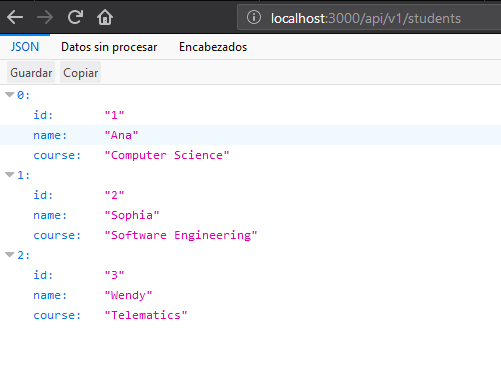 localhost:3000/api/v1/students
JSON Datos sin procesar Encabezados
Guardar Copiar
0:
id: "1"
name: "Ana"
course: "Computer Science"
1:
id: "2"
name: "Sophia"
course: "Software Engineering"
2:
id: "3"
name: "Wendy"
course: "Telematics"